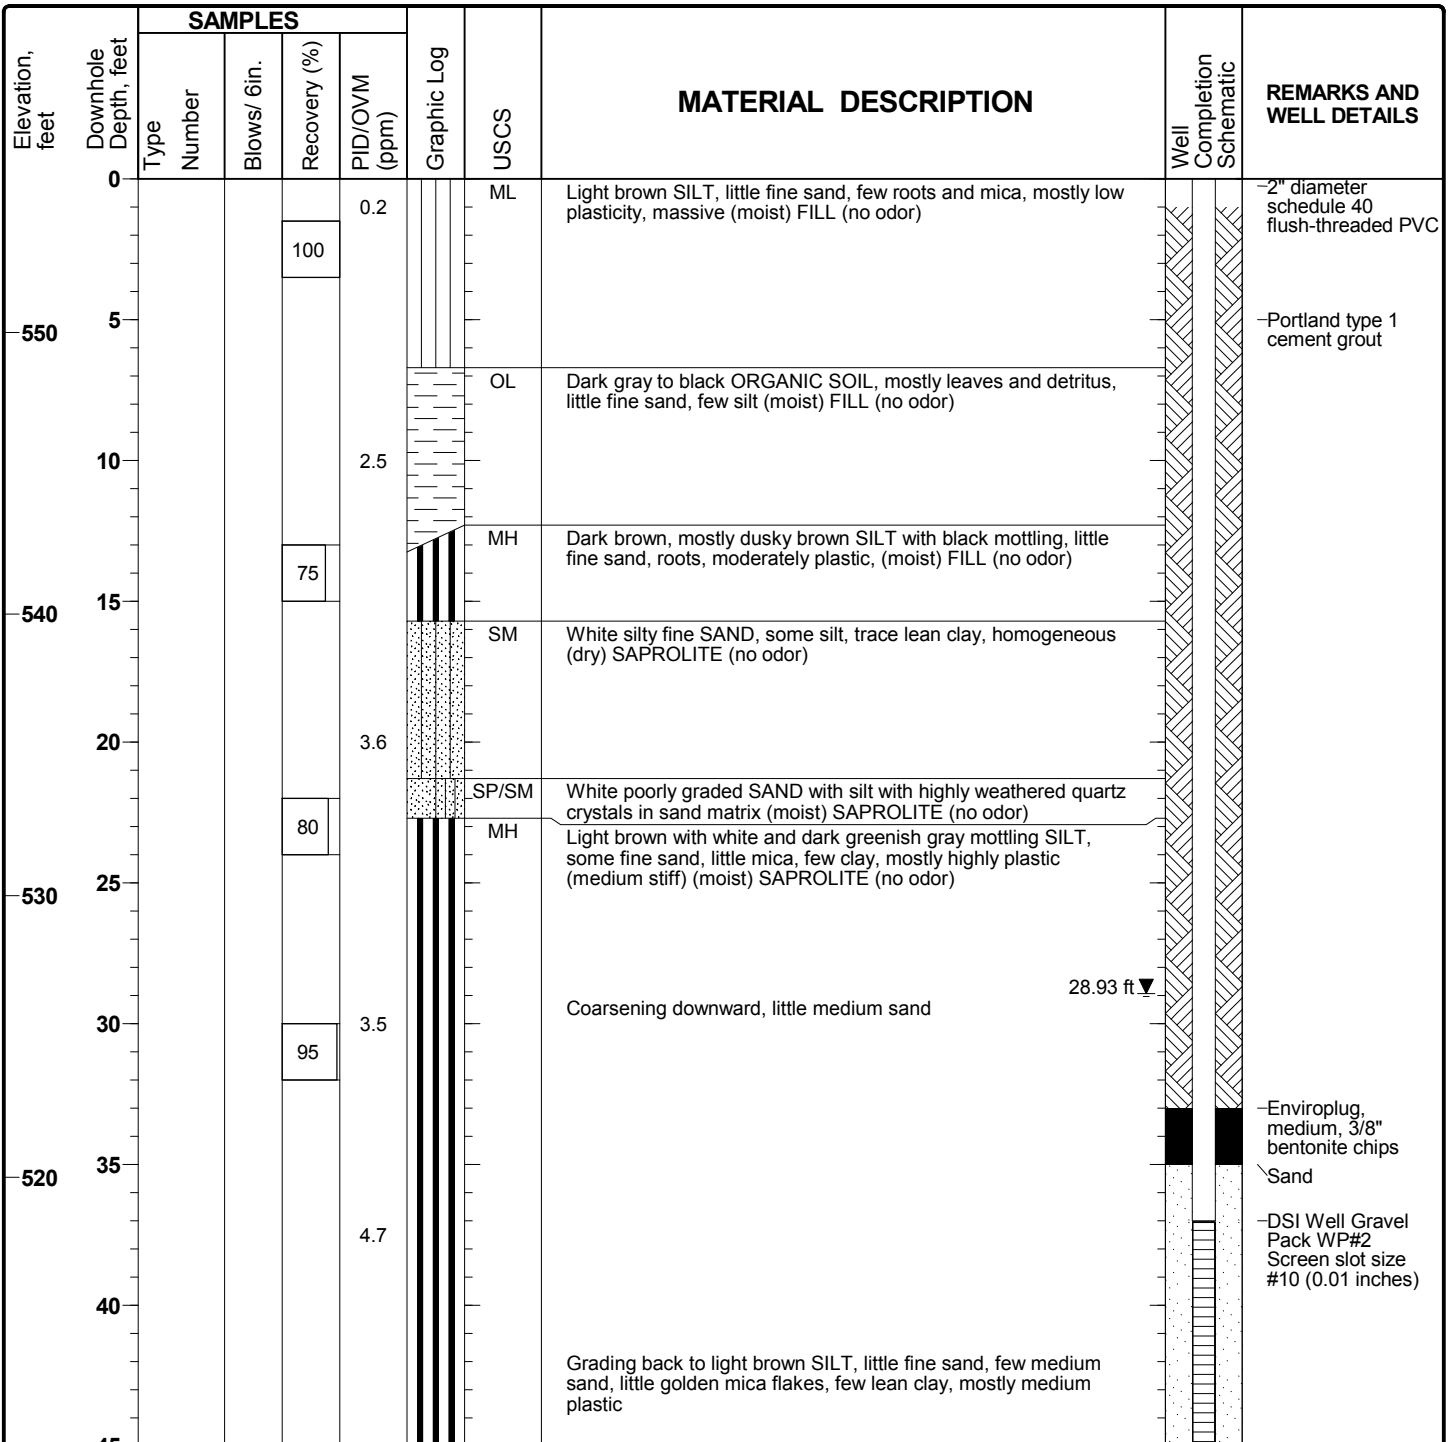 SAMPLES
Elevation,
feet
Downhole
Depth, feet
Type
Number
Blows/ 6in.
Recovery (%)
PID/OVM
(ppm)
Graphic Log
USCS
MATERIAL DESCRIPTION
Well
Completion
Schematic
REMARKS AND
WELL DETAILS
0
ML
Light brown SILT, little fine sand, few roots and mica, mostly low
plasticity, massive (moist) FILL (no odor)
2" diameter
schedule 40
flush-threaded PVC
0.2
100
550
5
Portland type 1
cement grout
OL
Dark gray to black ORGANIC SOIL, mostly leaves and detritus,
little fine sand, few silt (moist) FILL (no odor)
10
2.5
MH
Dark brown, mostly dusky brown SILT with black mottling, little
fine sand, roots, moderately plastic, (moist) FILL (no odor)
75
540
15
SM
White silty fine SAND, some silt, trace lean clay, homogeneous
(dry) SAPROLITE (no odor)
20
3.6
SP/SM
White poorly graded SAND with silt with highly weathered quartz
crystals in sand matrix (moist) SAPROLITE (no odor)
80
MH
Light brown with white and dark greenish gray mottling SILT,
some fine sand, little mica, few clay, mostly highly plastic
(medium stiff) (moist) SAPROLITE (no odor)
530
25
28.93 ft
Coarsening downward, little medium sand
30
3.5
95
Enviroplug,
medium, 3/8"
bentonite chips
520
35
Sand
4.7
DSI Well Gravel
Pack WP#2
Screen slot size
#10 (0.01 inches)
40
Grading back to light brown SILT, little fine sand, few medium
sand, little golden mica flakes, few lean clay, mostly medium
plastic
45